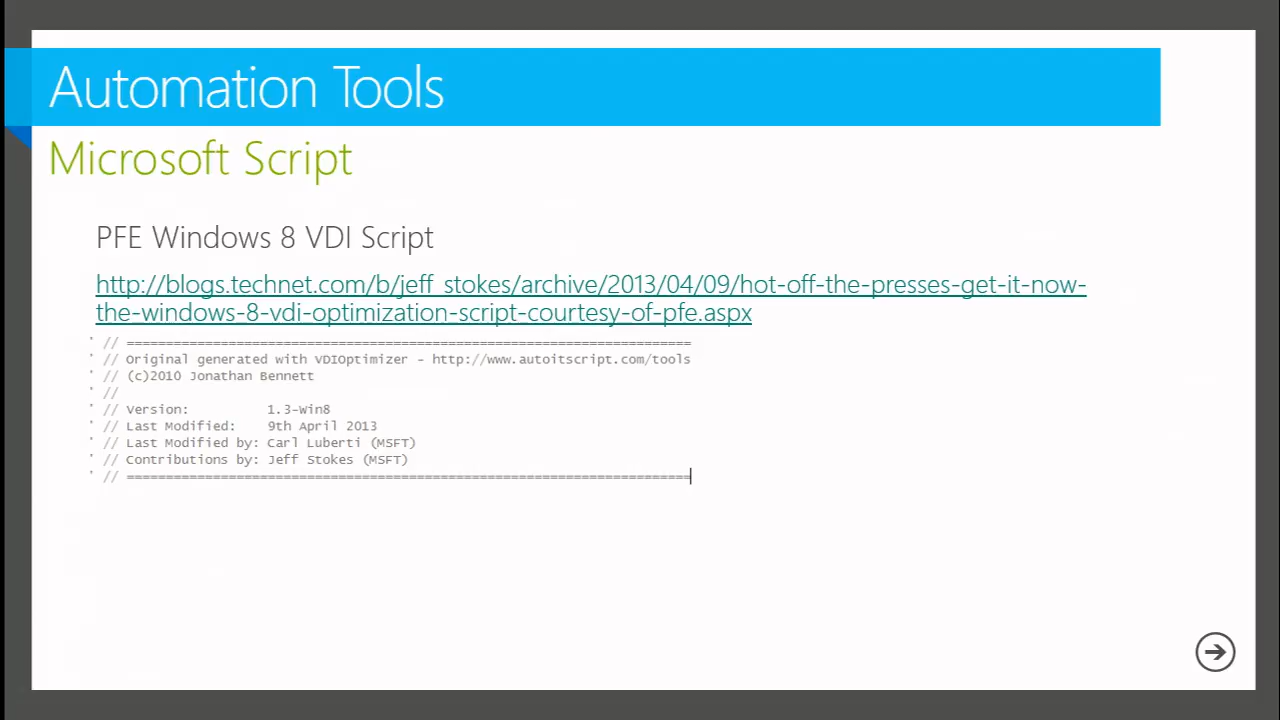 Automation Tools
Microsoft Script
PFE Windows 8 VDI Script
http://blogs.technet.com/b/jeff_stokes/archive/2013/04/09/hot-off-the-presses-get-it-now-
the-windows-8-vdi-optimization-script-courtesy-of-pfe.aspx
' // ========================================================================
' // Original generated with VDIOptimizer - http://www.autoitscript.com/tools
' // (c)2010 Jonathan Bennett
' //
' // Version:          1.3-Win8
' // Last Modified:    9th April 2013
' // Last Modified by: Carl Luberti (MSFT)
' // Contributions by: Jeff Stokes (MSFT)
' // ========================================================================